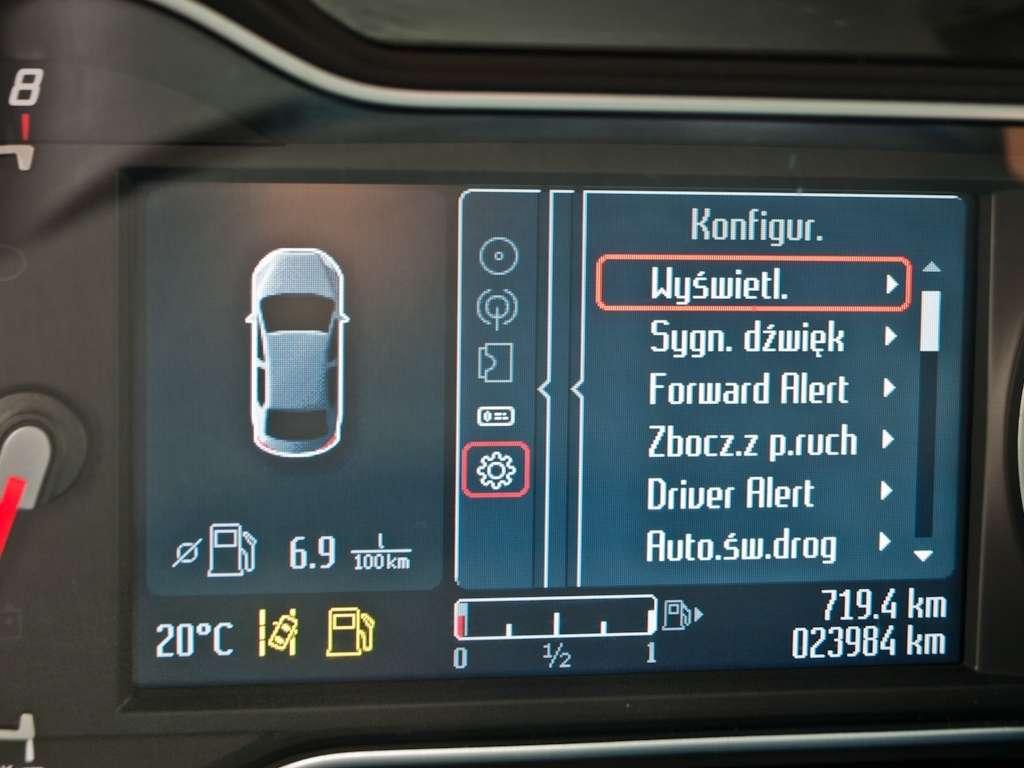 8
Konfigur.
Wyświetl.
Sygn. dźwięk
Forward Alert
Zbocz.z p.ruch
Driver Alert
Auto.św.drog
6.9 l/100km
20°C
0 1/2 1
719.4 km
023984 km